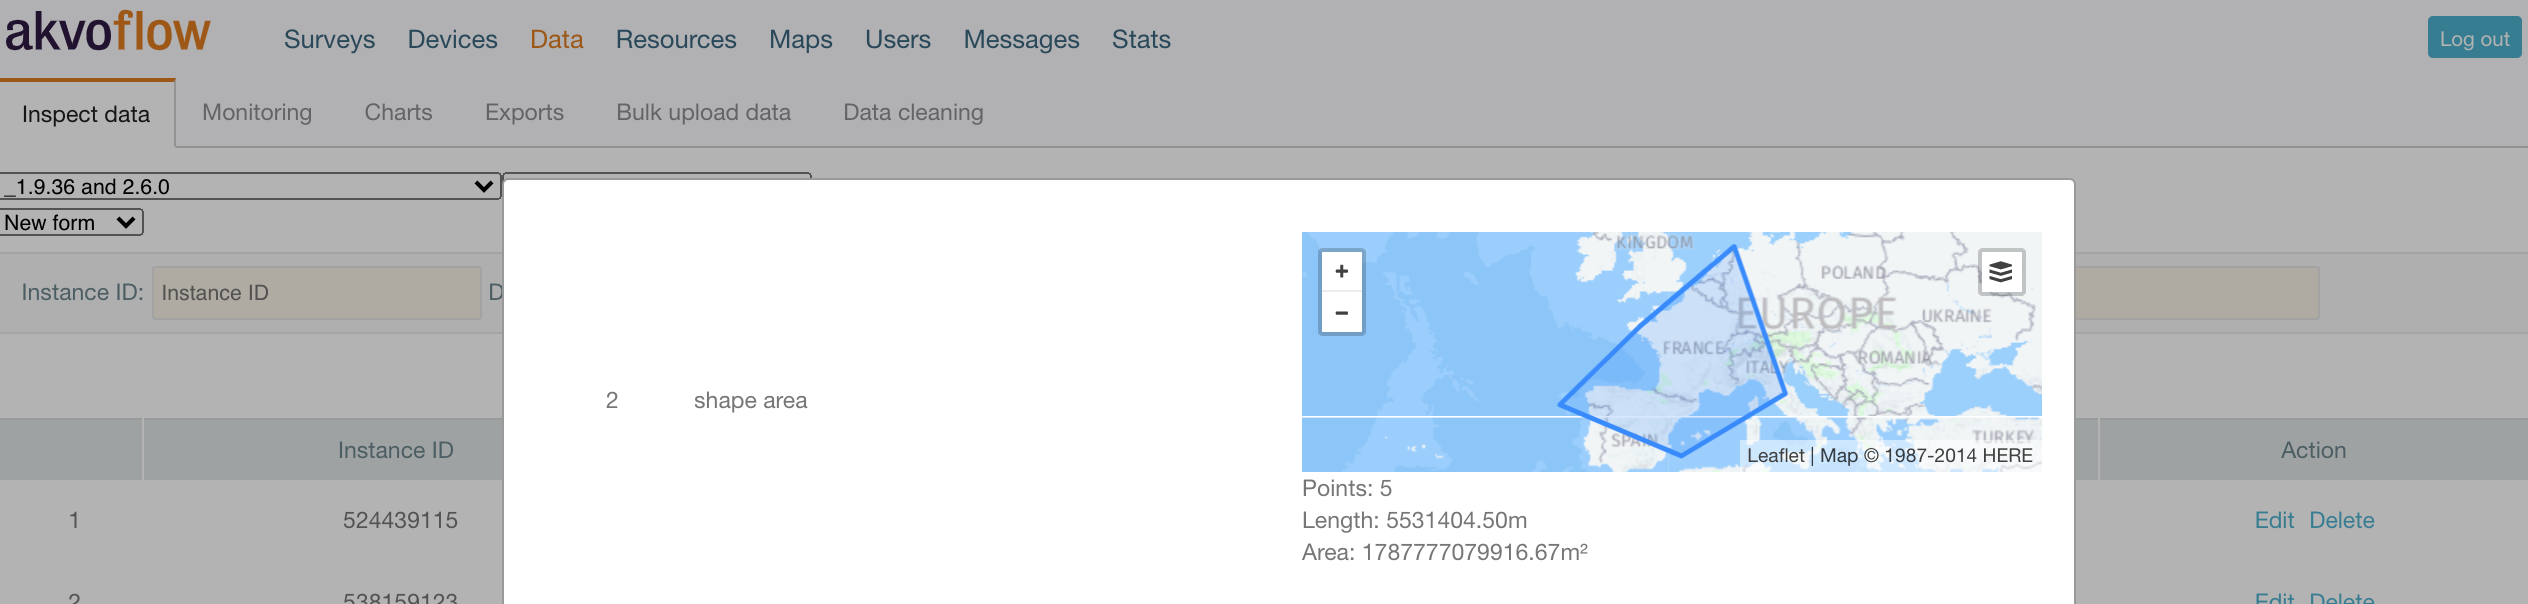 akvoflow
Surveys Devices Data Resources Maps Users Messages Stats
Log out
Inspect data Monitoring Charts Exports Bulk upload data Data cleaning
_1.9.36 and 2.6.0
New form
Instance ID: Instance ID D
KINGDOM
POLAND
EUROPE
UKRAINE
FRANCE
ROMANIA
ITALY
SPAIN
TURKEY
+
−
Leaflet | Map © 1987-2014 HERE
2 shape area
Points: 5
Length: 5531404.50m
Area: 1787777079916.67m²
Instance ID Action
1 524439115 Edit Delete
2 538159123 Edit Delete